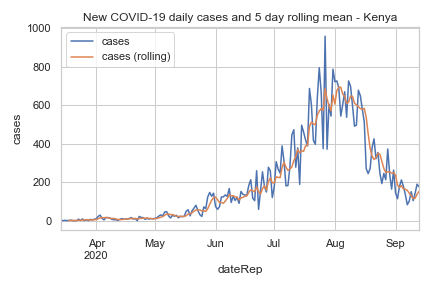 New COVID-19 daily cases and 5 day rolling mean - Kenya
cases
cases (rolling)
cases
1000
800
600
400
200
0
Apr
2020
May
Jun
Jul
Aug
Sep
dateRep